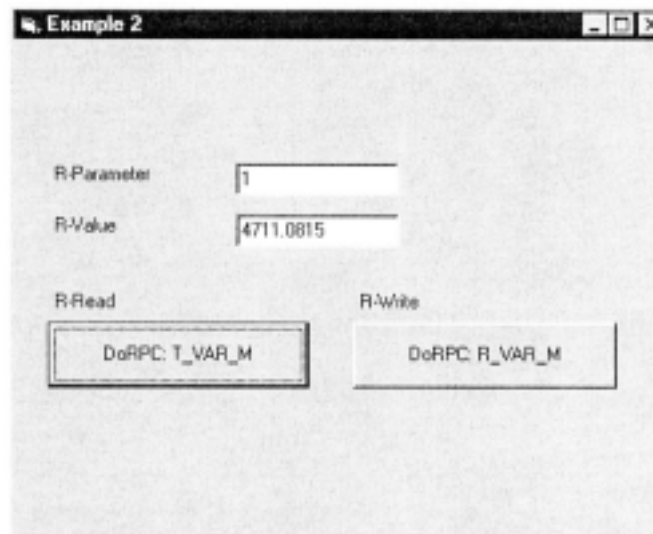 Example 2
R-Parameter 1
R-Value 4711.0815
R-Read R-Write
DoRPC: T_VAR_M DoRPC: R_VAR_M